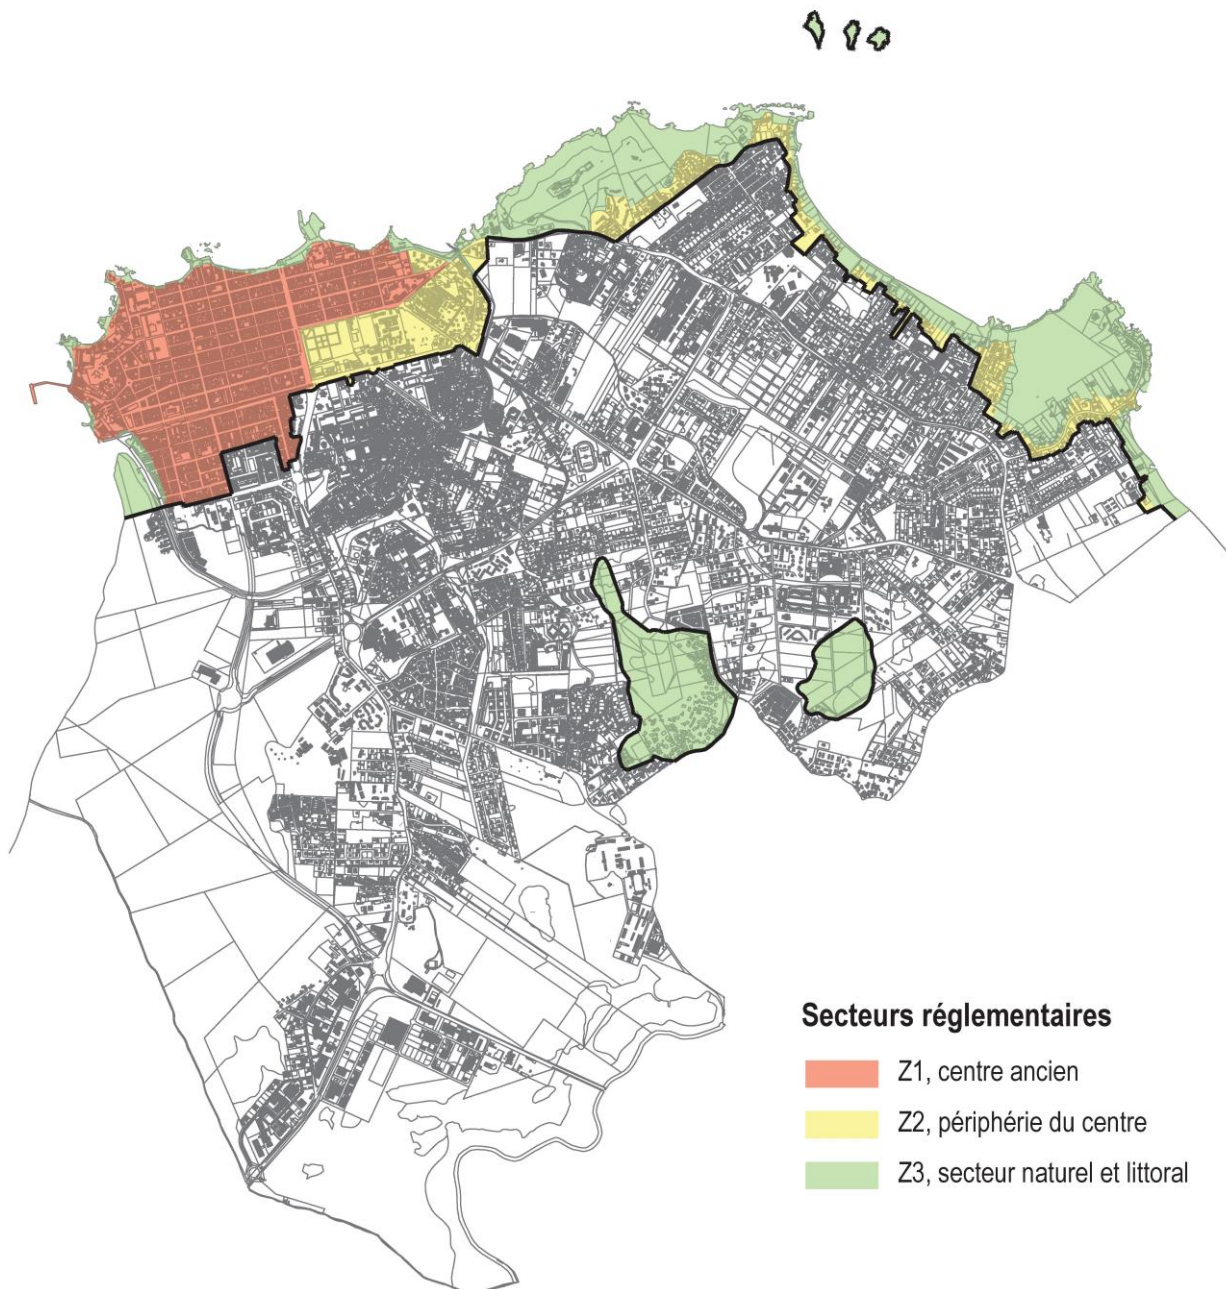 Secteurs réglementaires
Z1, centre ancien
Z2, périphérie du centre
Z3, secteur naturel et littoral